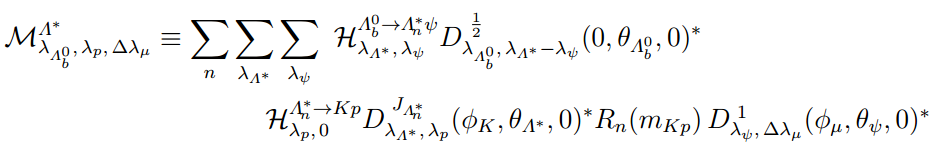 $\mathcal{M}^{\Lambda^*}_{\lambda_{\Lambda_b^0},\,\lambda_p,\,\Delta\lambda_\mu} \equiv \sum_{n} \sum_{\lambda_{\Lambda^*}} \sum_{\lambda_\psi} \mathcal{H}^{\Lambda_b^0 \to \Lambda_n^* \psi}_{\lambda_{\Lambda^*},\,\lambda_\psi} D^{\frac{1}{2}}_{\lambda_{\Lambda_b^0},\,\lambda_{\Lambda^*}-\lambda_\psi}(0, \theta_{\Lambda_b^0}, 0)^*$
$\mathcal{H}^{\Lambda_n^* \to Kp}_{\lambda_p,\,0} D^{J_{\Lambda_n^*}}_{\lambda_{\Lambda^*},\,\lambda_p}(\phi_K, \theta_{\Lambda^*}, 0)^* R_n(m_{Kp})\, D^{1}_{\lambda_\psi,\,\Delta\lambda_\mu}(\phi_\mu, \theta_\psi, 0)^*$